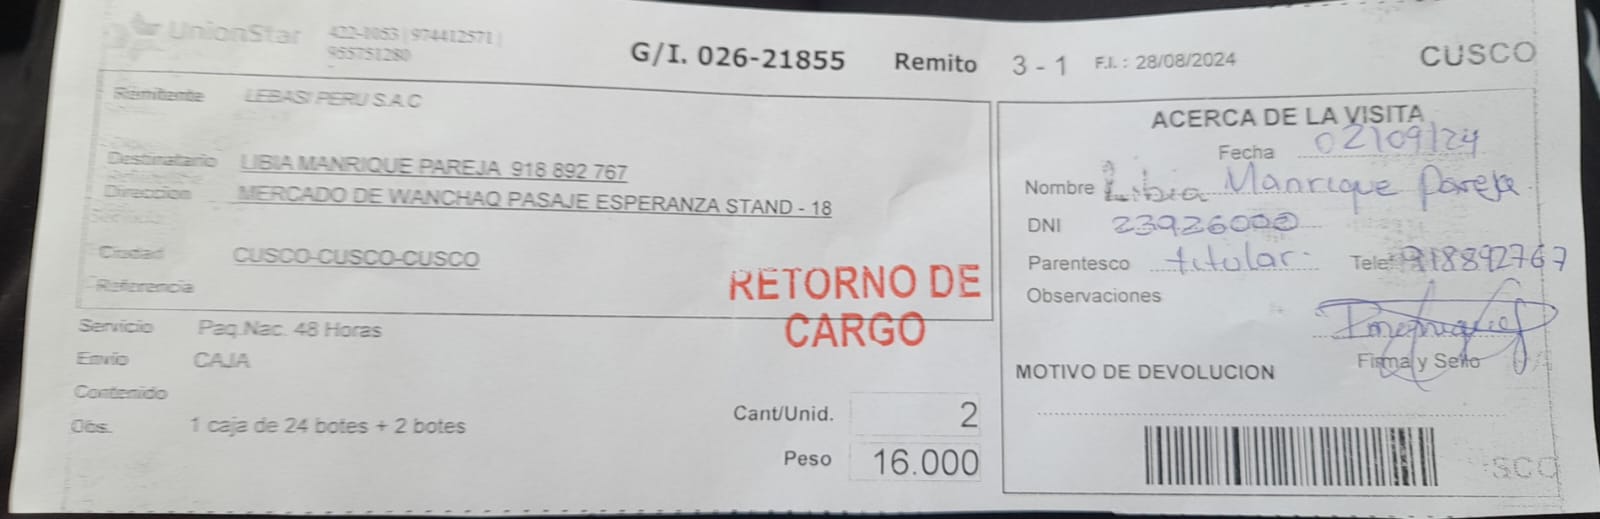 UnionStar
422-1053 | 974412571 |
955751280
G/I. 026-21855 Remito 3 - 1 F.I. : 28/08/2024 CUSCO
Remitente LEBASI PERU S.A.C
Destinatario LIBIA MANRIQUE PAREJA 918 892 767
Direccion MERCADO DE WANCHAQ PASAJE ESPERANZA STAND - 18
Ciudad CUSCO-CUSCO-CUSCO
Referencia
RETORNO DE
CARGO
Servicio Paq.Nac. 48 Horas
Envio CAJA
Contenido
Obs. 1 caja de 24 botes + 2 botes
Cant/Unid. 2
Peso 16.000
ACERCA DE LA VISITA
Fecha 02/09/24
Nombre Libia Manrique Pareja
DNI 23926000
Parentesco titular. Telef 918892767
Observaciones
Firma y Sello
MOTIVO DE DEVOLUCION